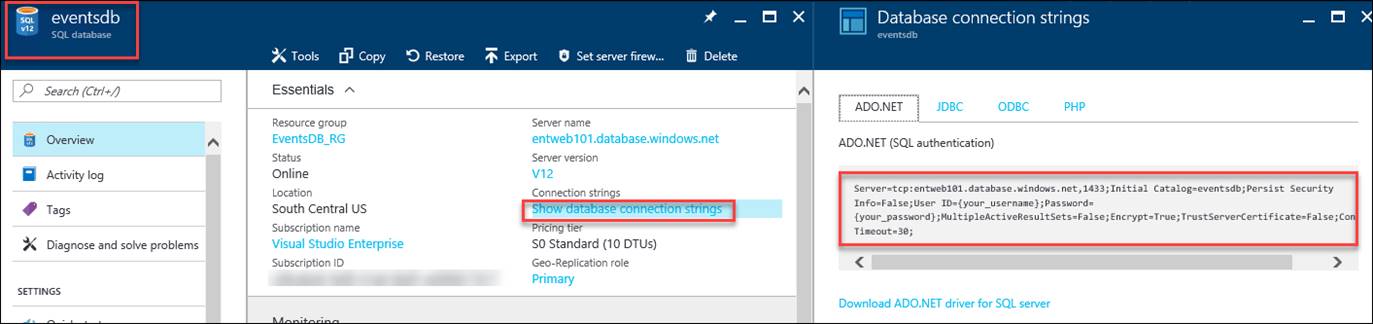 SQL
v12
eventsdb
SQL database
Tools
Copy
Restore
Export
Set server firew...
Delete
Search (Ctrl+/)
Overview
Activity log
Tags
Diagnose and solve problems
SETTINGS
Essentials
Resource group
EventsDB_RG
Status
Online
Location
South Central US
Subscription name
Visual Studio Enterprise
Subscription ID
Server name
entweb101.database.windows.net
Server version
V12
Connection strings
Show database connection strings
Pricing tier
S0 Standard (10 DTUs)
Geo-Replication role
Primary
Monitoring
Database connection strings
eventsdb
ADO.NET
JDBC
ODBC
PHP
ADO.NET (SQL authentication)
Server=tcp:entweb101.database.windows.net,1433;Initial Catalog=eventsdb;Persist Security
Info=False;User ID={your_username};Password=
{your_password};MultipleActiveResultSets=False;Encrypt=True;TrustServerCertificate=False;Con
Timeout=30;
Download ADO.NET driver for SQL server